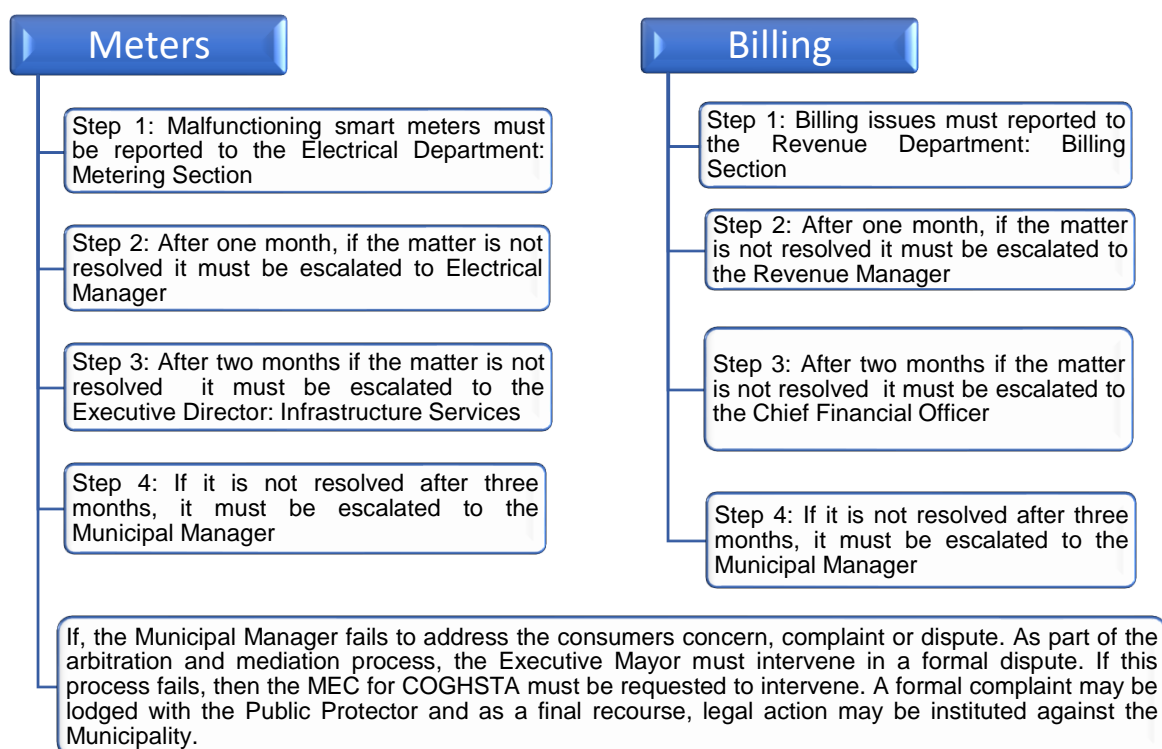 Meters
Step 1: Malfunctioning smart meters must
be reported to the Electrical Department:
Metering Section
Step 2: After one month, if the matter is not
resolved it must be escalated to Electrical
Manager
Step 3: After two months if the matter is not
resolved it must be escalated to the
Executive Director: Infrastructure Services
Step 4: If it is not resolved after three
months, it must be escalated to the
Municipal Manager
Billing
Step 1: Billing issues must reported to
the Revenue Department: Billing
Section
Step 2: After one month, if the matter
is not resolved it must be escalated to
the Revenue Manager
Step 3: After two months if the matter
is not resolved it must be escalated to
the Chief Financial Officer
Step 4: If it is not resolved after three
months, it must be escalated to the
Municipal Manager
If, the Municipal Manager fails to address the consumers concern, complaint or dispute. As part of the
arbitration and mediation process, the Executive Mayor must intervene in a formal dispute. If this
process fails, then the MEC for COGHSTA must be requested to intervene. A formal complaint may be
lodged with the Public Protector and as a final recourse, legal action may be instituted against the
Municipality.